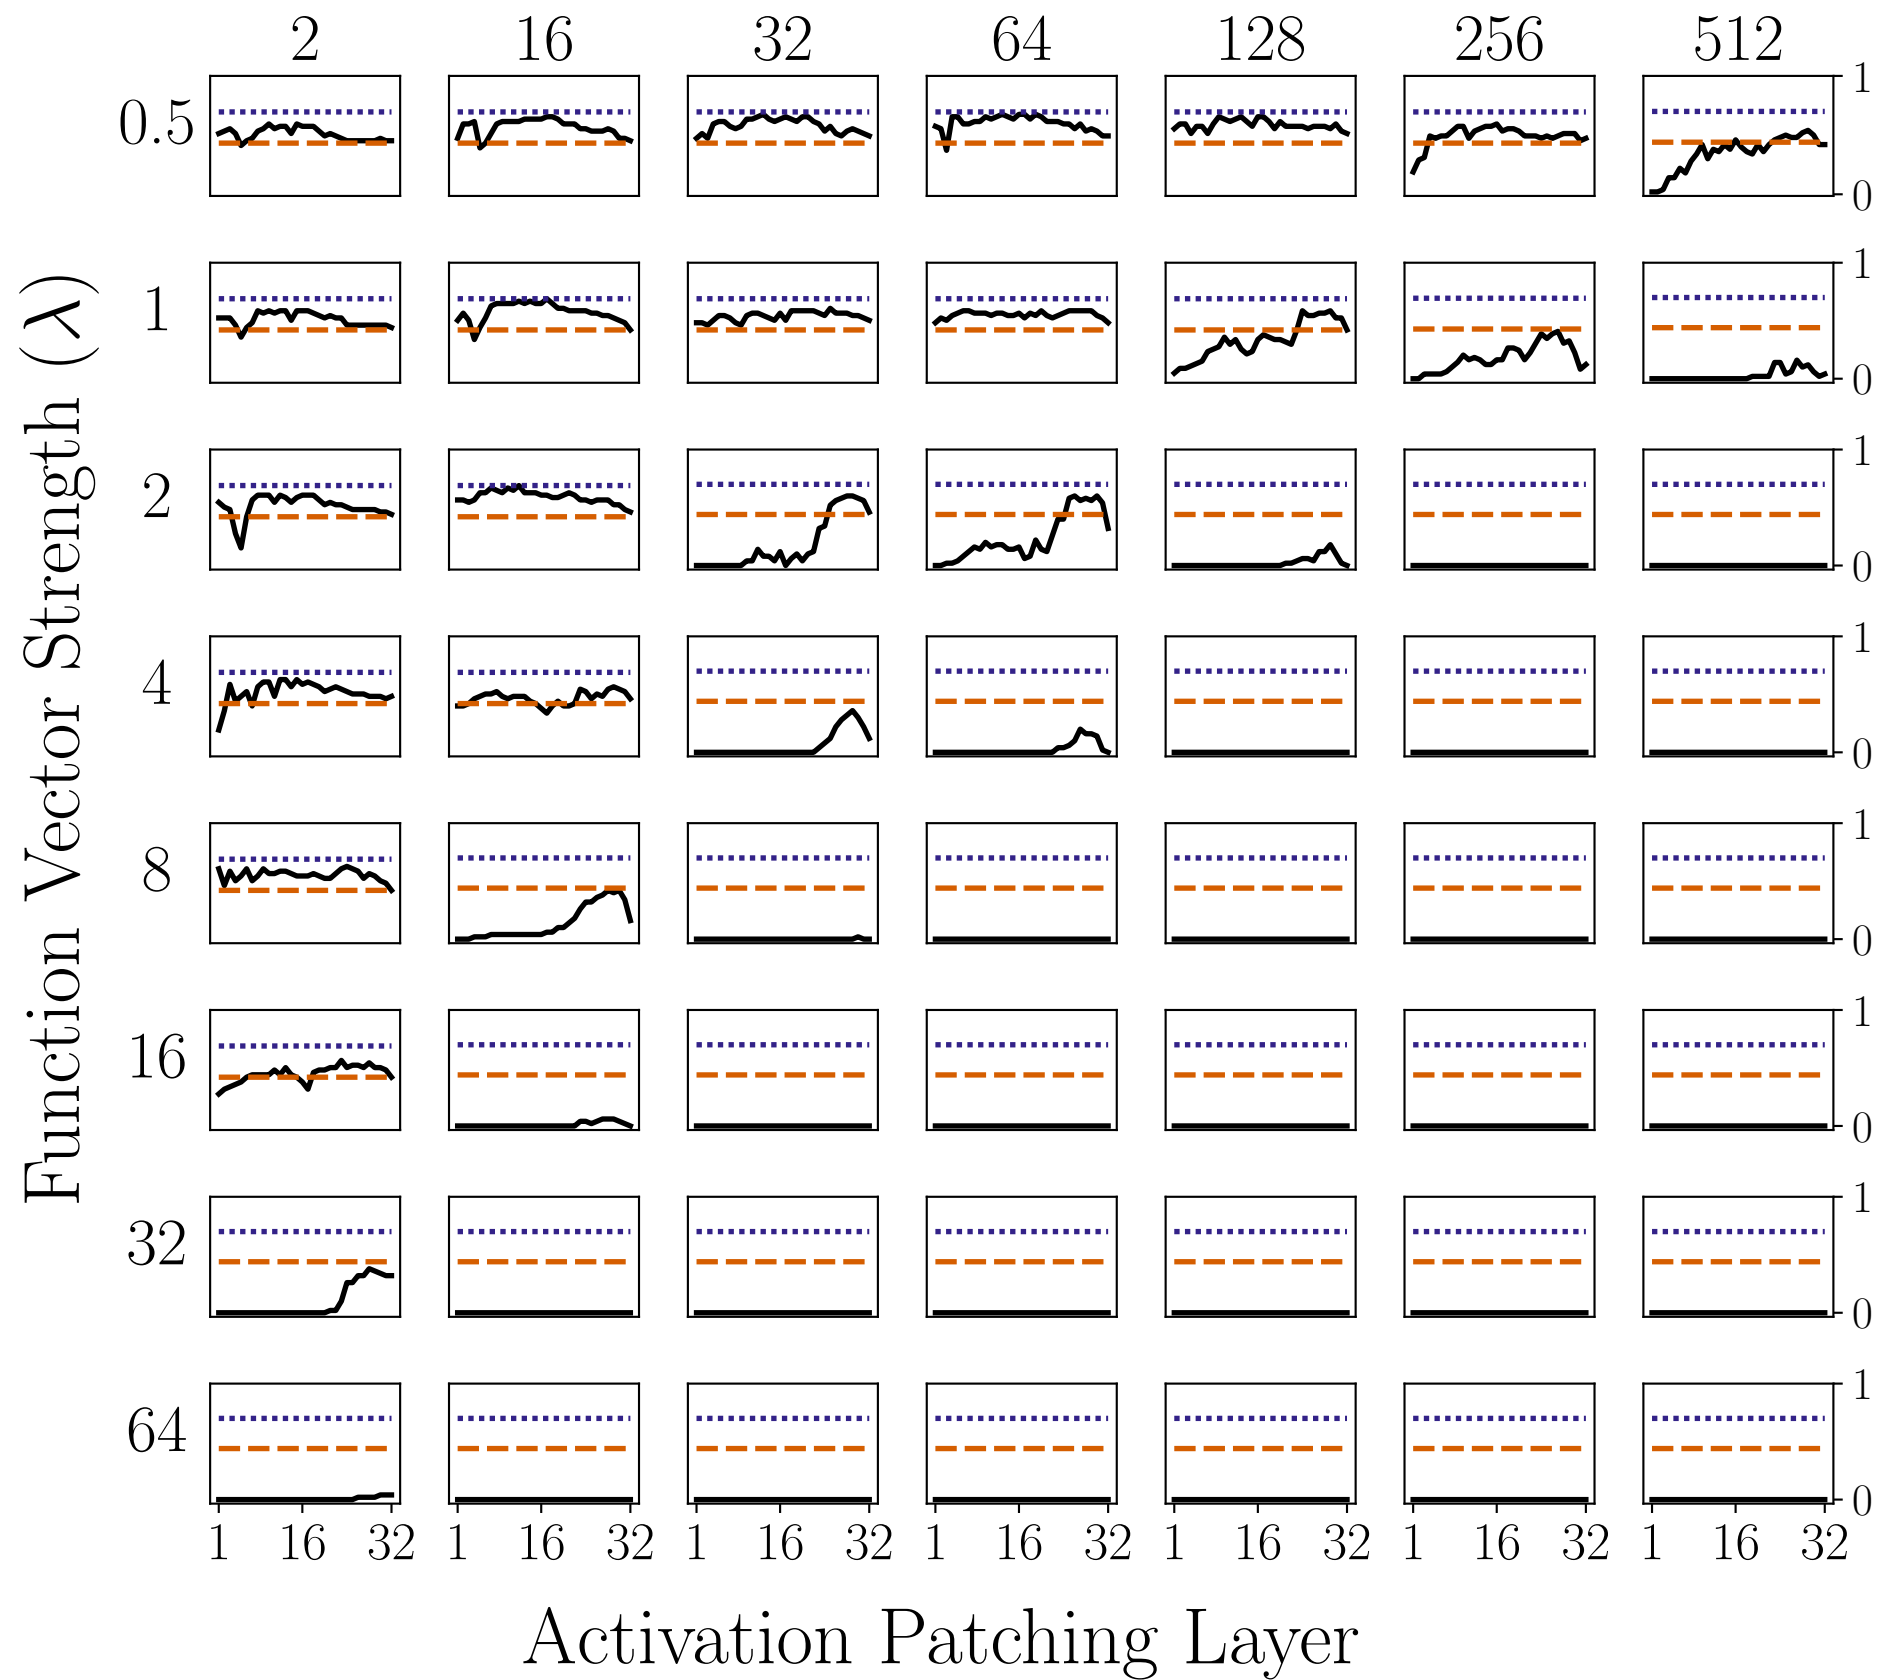 2 16 32 64 128 256 512
0.5 1 0
1 1 0
2 1 0
4 1 0
8 1 0
16 1 0
32 1 0
64 1 0
1 16 32 1 16 32 1 16 32 1 16 32 1 16 32 1 16 32 1 16 32
Function Vector Strength (λ)
Activation Patching Layer